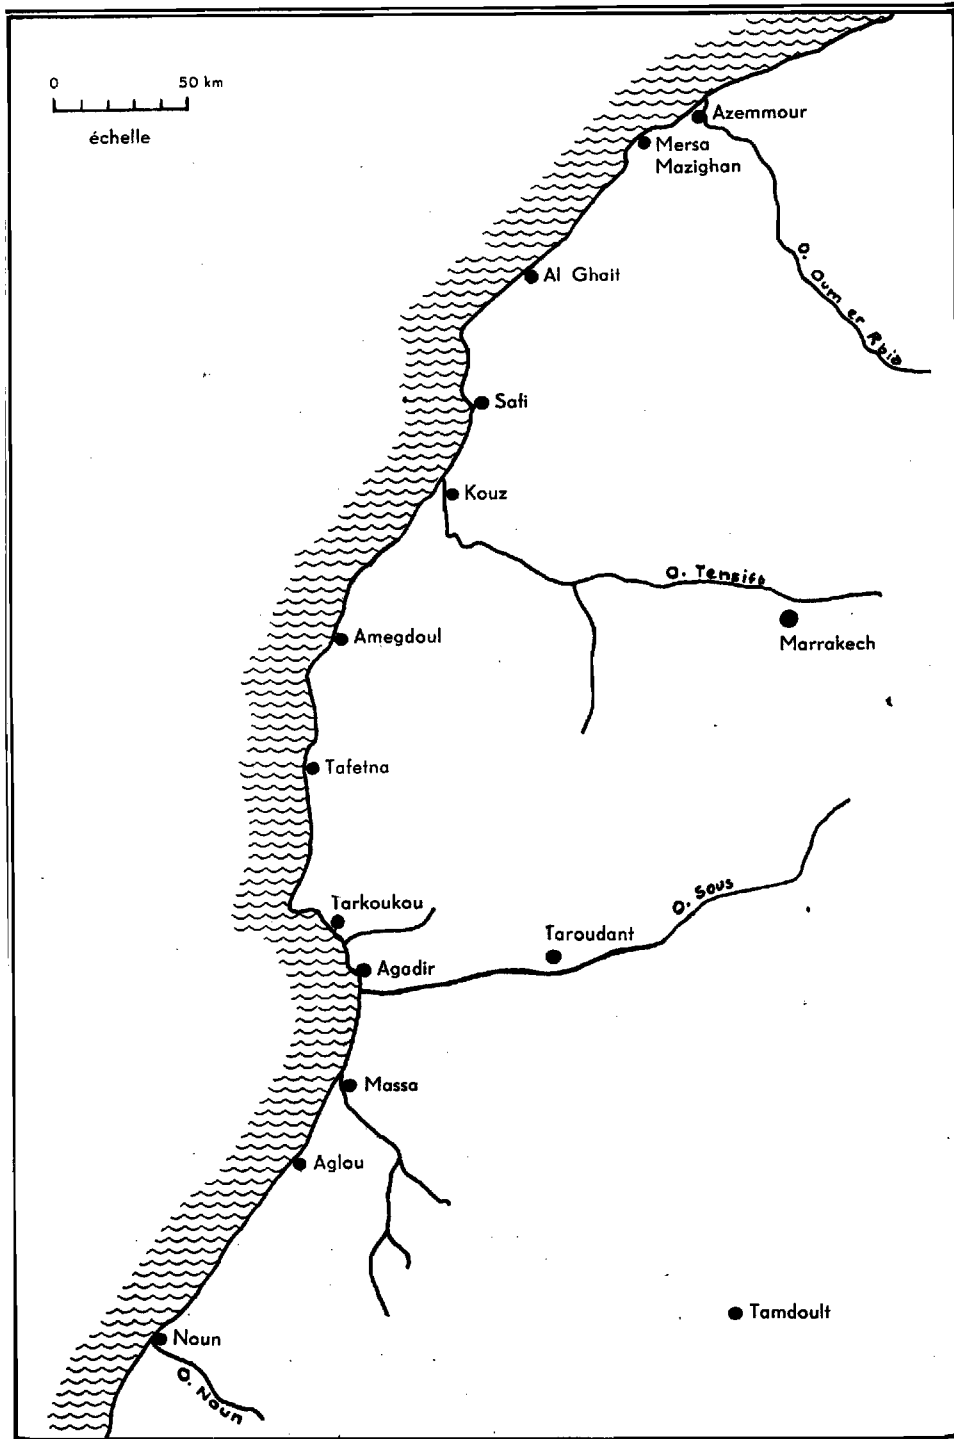 0 50 km
échelle
Azemmour
Mersa
Mazighan
O. Oum er Rbia
Al Ghait
Safi
Kouz
O. Tensift
Marrakech
Amegdoul
Tafetna
O. Sous
Tarkoukou
Taroudant
Agadir
Massa
Aglou
Tamdoult
Noun
O. Noun